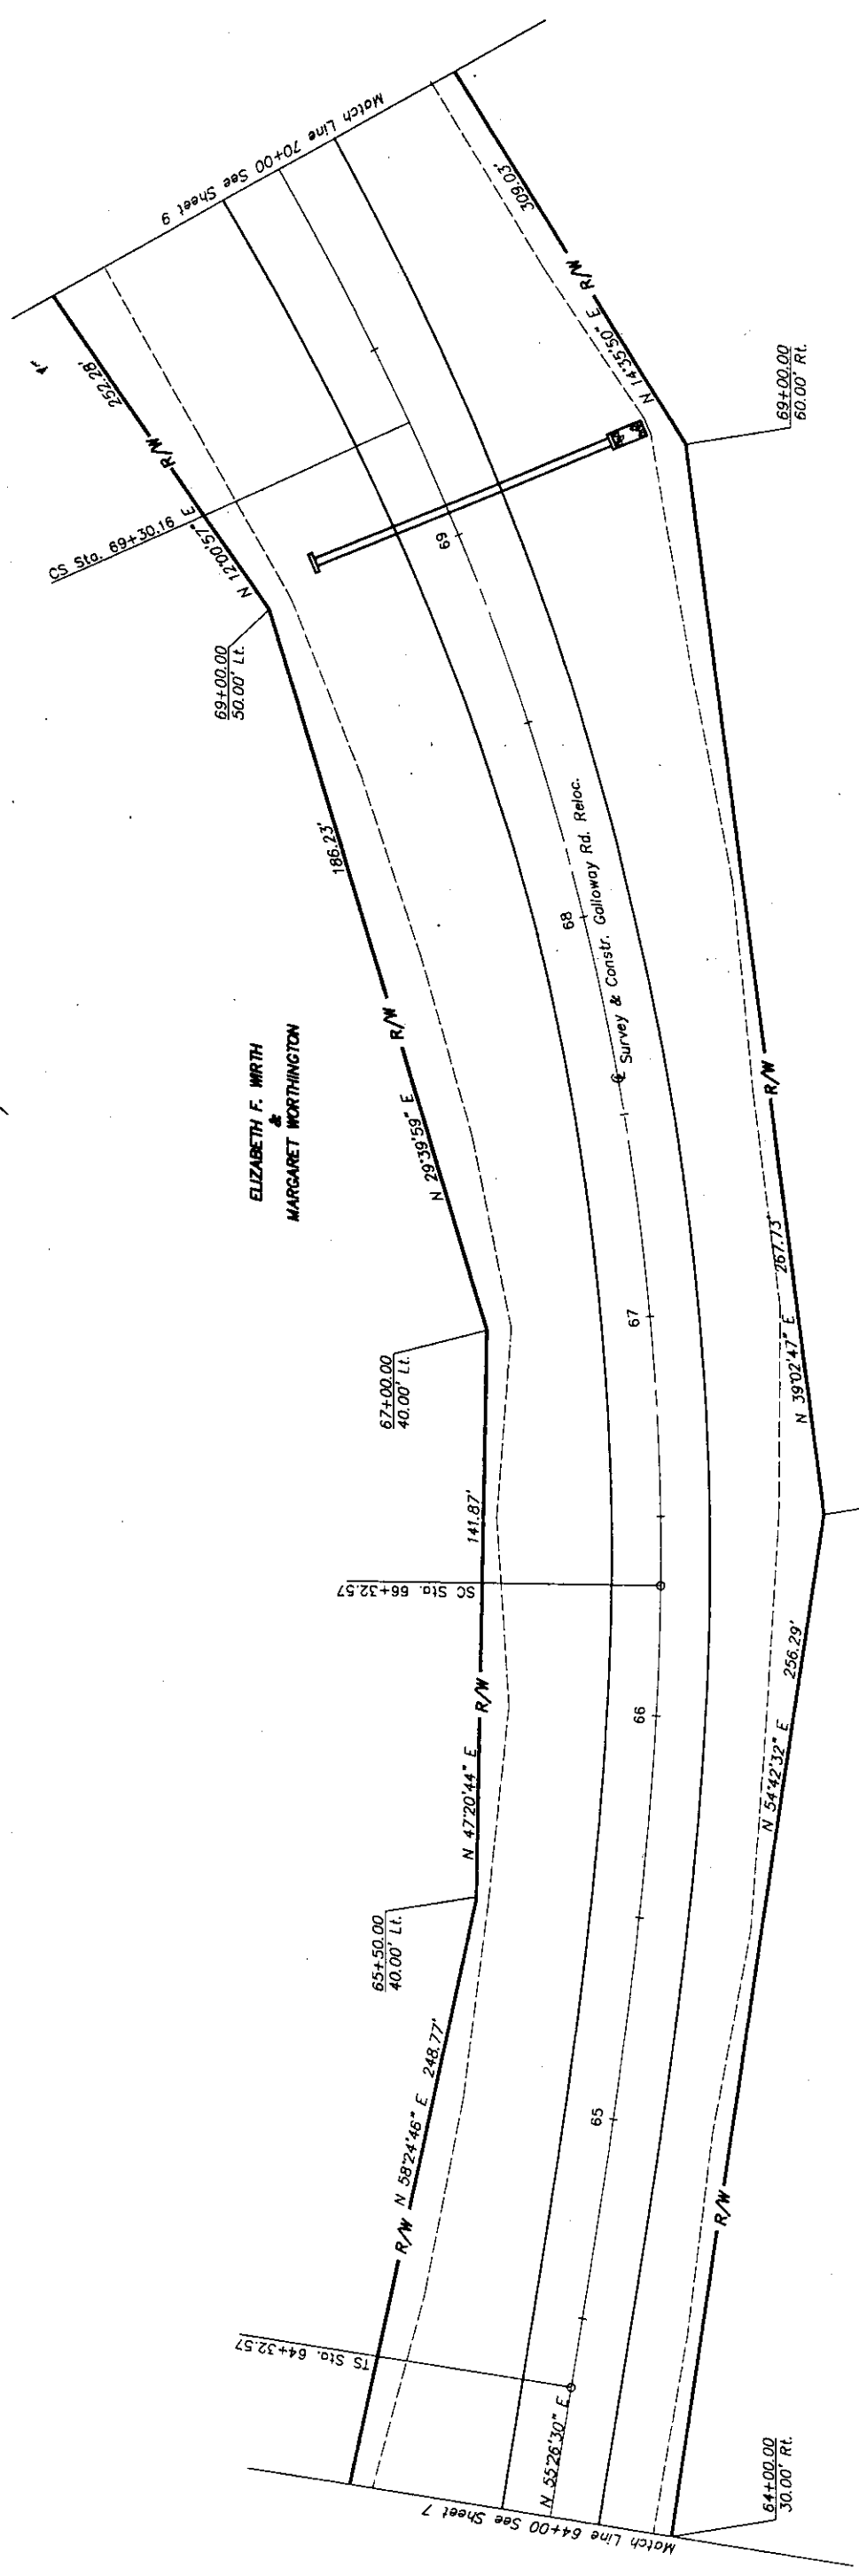 Match Line 70+00 See Sheet 9
252.28'
R/W
N 12°00'57" E
CS Sta. 69+30.16
309.03'
R/W
N 14°35'50" E
69+00.00
60.00' Rt.
69+00.00
50.00' Lt.
69
186.23'
R/W
N 29°39'59" E
ELIZABETH F. WIRTH
&
MARGARET WORTHINGTON
68
℄ Survey & Constr. Galloway Rd. Reloc.
R/W
267.73'
N 39°02'47" E
67
67+00.00
40.00' Lt.
141.87'
SC Sta. 66+32.57
R/W
N 47°20'44" E
66
256.29'
N 54°42'32" E
65+50.00
40.00' Lt.
248.77'
N 58°24'46" E
R/W
65
R/W
TS Sta. 64+32.57
N 55°26'30" E
Match Line 64+00 See Sheet 7
64+00.00
30.00' Rt.